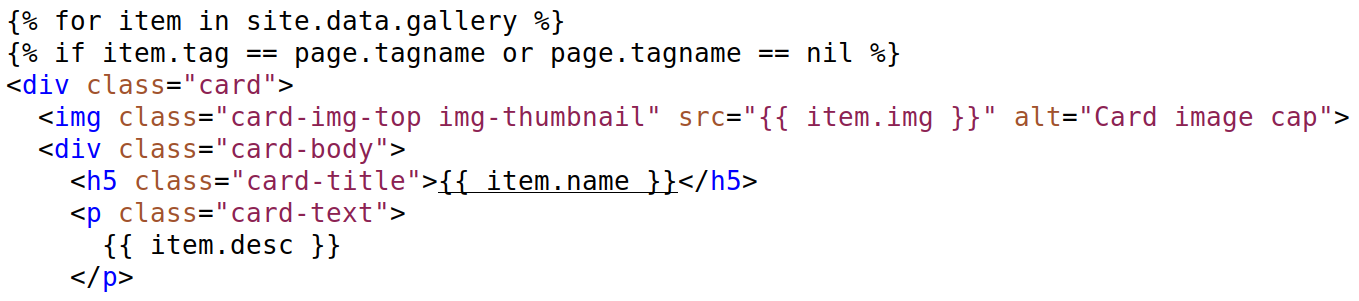 {% for item in site.data.gallery %}
{% if item.tag == page.tagname or page.tagname == nil %}
<div class="card">
  <img class="card-img-top img-thumbnail" src="{{ item.img }}" alt="Card image cap">
  <div class="card-body">
    <h5 class="card-title">{{ item.name }}</h5>
    <p class="card-text">
      {{ item.desc }}
    </p>